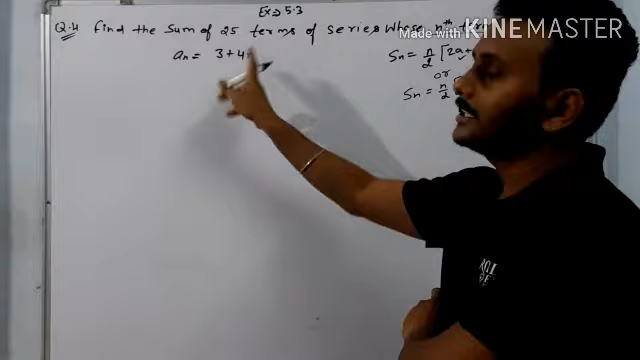 Ex → 5.3
Q.4 Find the sum of 25 terms of series whose nth
an = 3 + 4
Sn = n/2 [2a+
or
Sn = n/2
Made with KINEMASTER